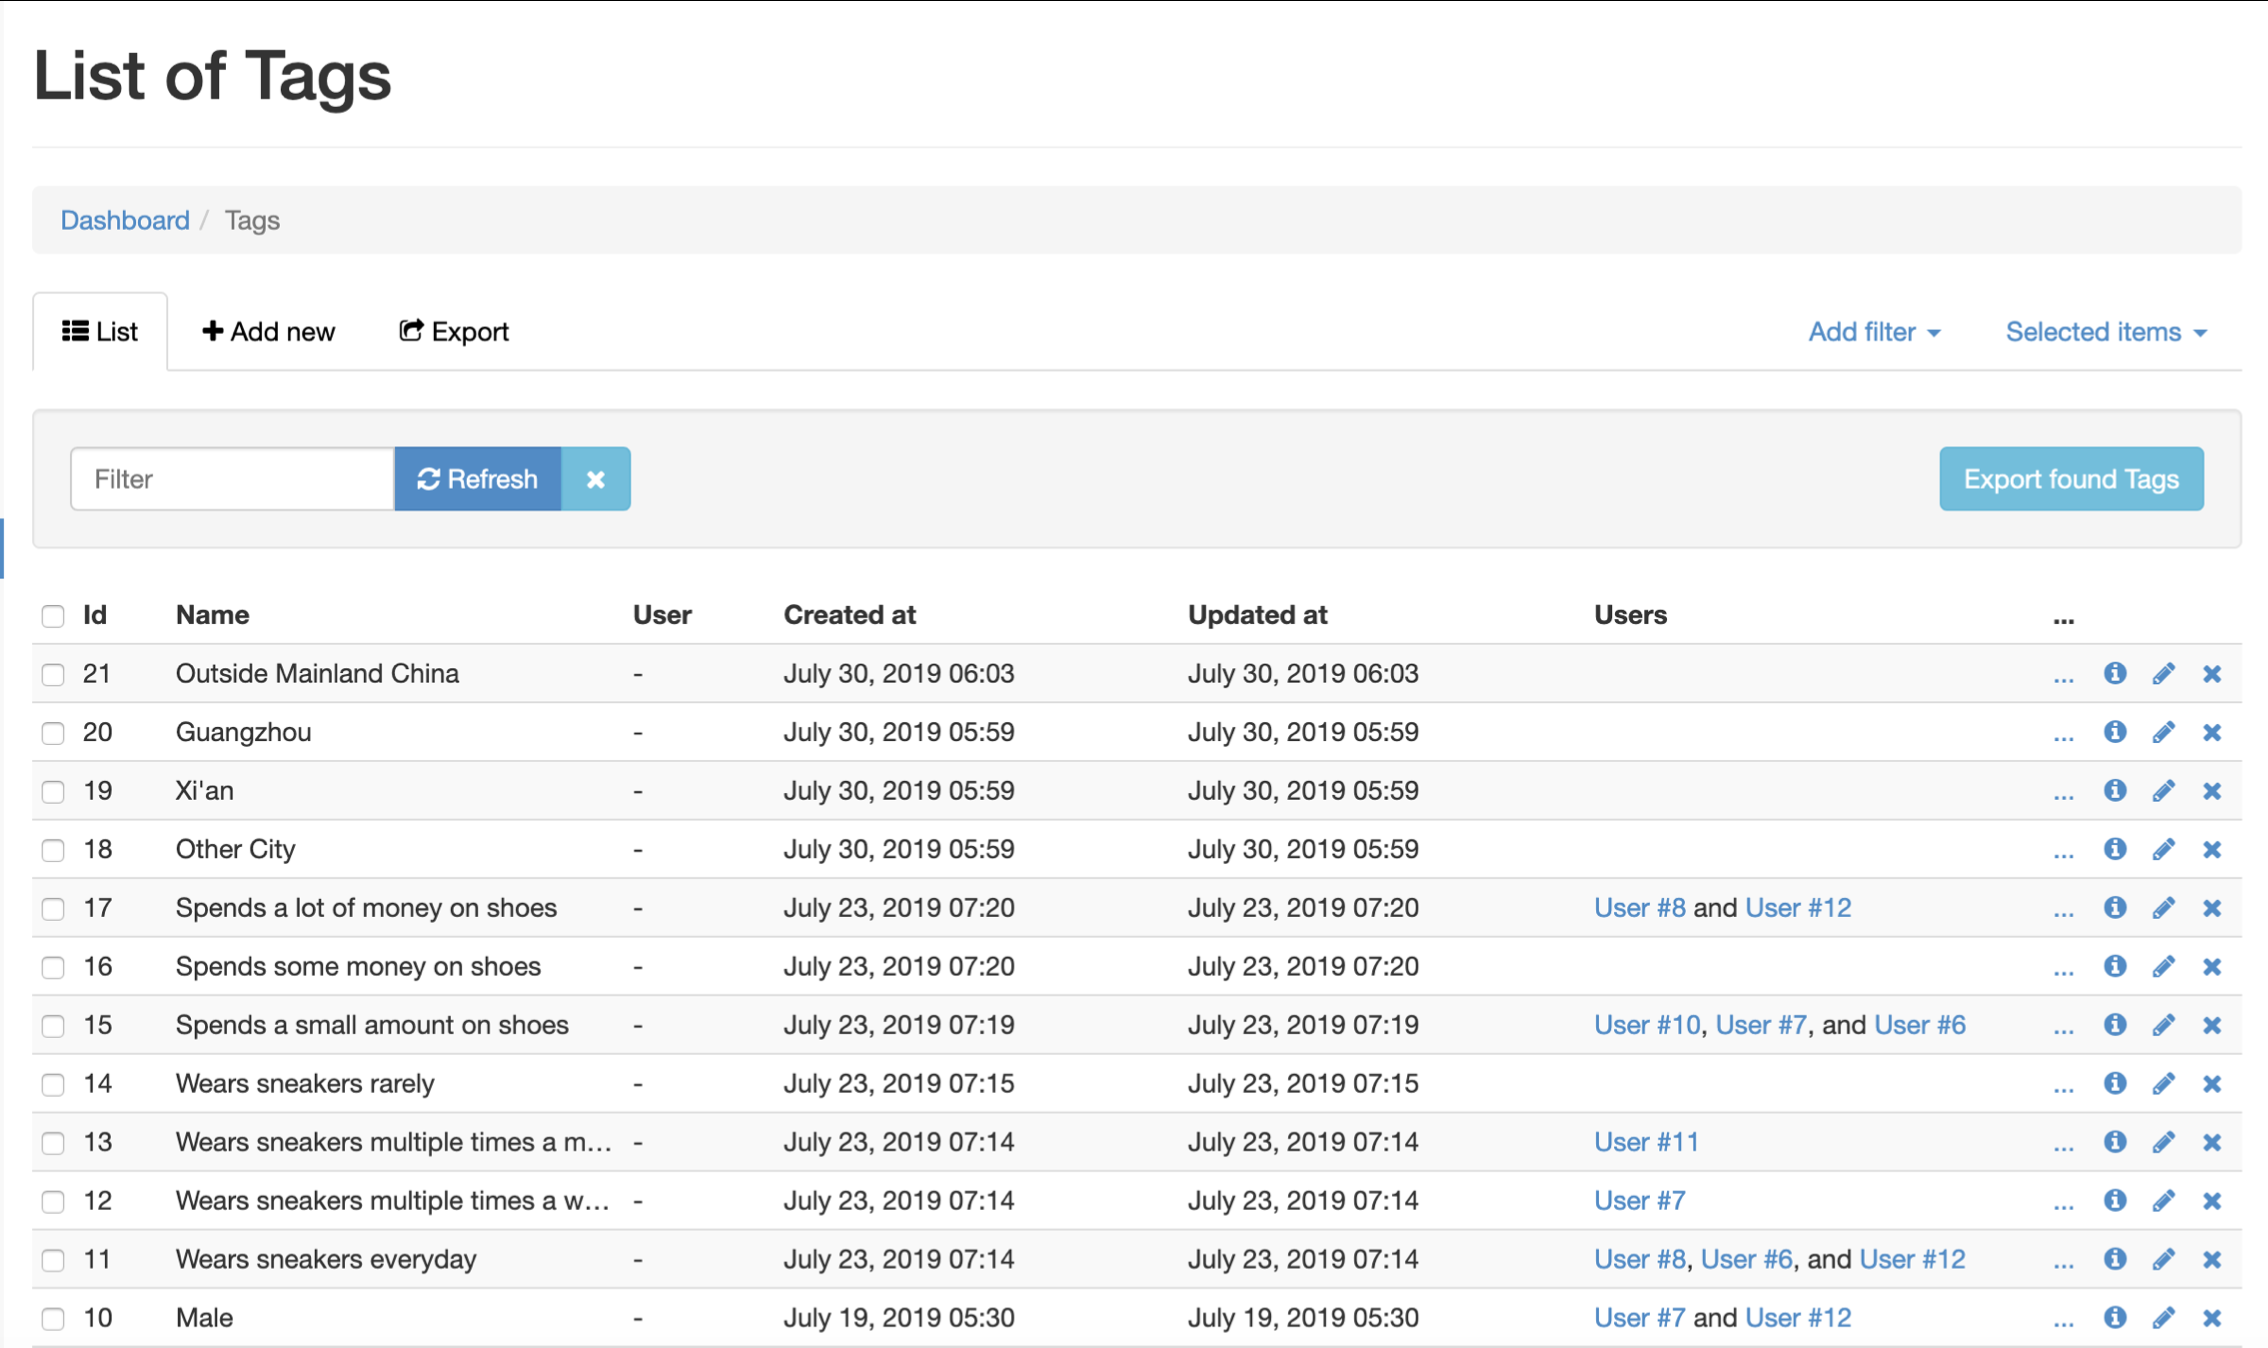 List of Tags
Dashboard / Tags
List Add new Export Add filter Selected items
Filter Refresh Export found Tags
Id Name User Created at Updated at Users ...
21 Outside Mainland China - July 30, 2019 06:03 July 30, 2019 06:03 ...
20 Guangzhou - July 30, 2019 05:59 July 30, 2019 05:59 ...
19 Xi'an - July 30, 2019 05:59 July 30, 2019 05:59 ...
18 Other City - July 30, 2019 05:59 July 30, 2019 05:59 ...
17 Spends a lot of money on shoes - July 23, 2019 07:20 July 23, 2019 07:20 User #8 and User #12 ...
16 Spends some money on shoes - July 23, 2019 07:20 July 23, 2019 07:20 ...
15 Spends a small amount on shoes - July 23, 2019 07:19 July 23, 2019 07:19 User #10, User #7, and User #6 ...
14 Wears sneakers rarely - July 23, 2019 07:15 July 23, 2019 07:15 ...
13 Wears sneakers multiple times a m... - July 23, 2019 07:14 July 23, 2019 07:14 User #11 ...
12 Wears sneakers multiple times a w... - July 23, 2019 07:14 July 23, 2019 07:14 User #7 ...
11 Wears sneakers everyday - July 23, 2019 07:14 July 23, 2019 07:14 User #8, User #6, and User #12 ...
10 Male - July 19, 2019 05:30 July 19, 2019 05:30 User #7 and User #12 ...